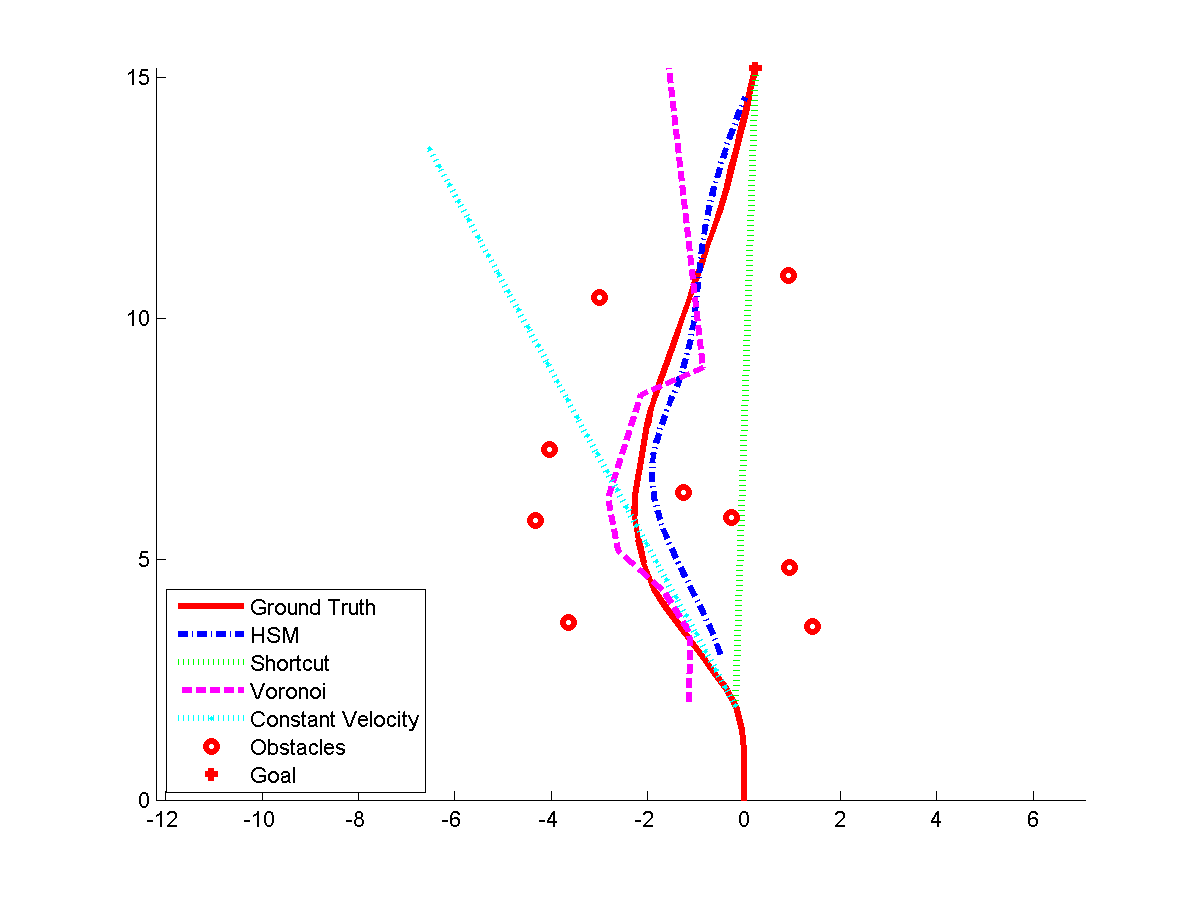 15
10
5
0
Ground Truth
HSM
Shortcut
Voronoi
Constant Velocity
Obstacles
Goal
-12 -10 -8 -6 -4 -2 0 2 4 6